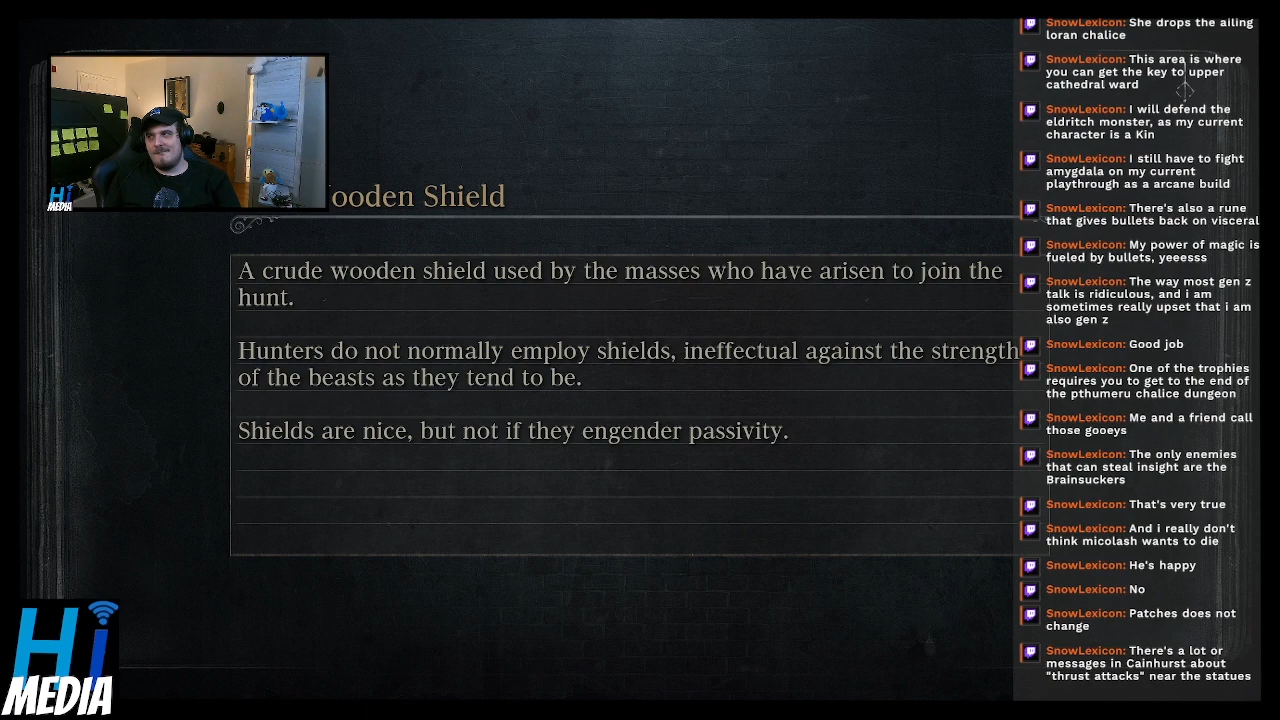 ooden Shield
A crude wooden shield used by the masses who have arisen to join the
hunt.
Hunters do not normally employ shields, ineffectual against the strength
of the beasts as they tend to be.
Shields are nice, but not if they engender passivity.
SnowLexicon: She drops the ailing
loran chalice
SnowLexicon: This area is where
you can get the key to upper
cathedral ward
SnowLexicon: I will defend the
eldritch monster, as my current
character is a Kin
SnowLexicon: I still have to fight
amygdala on my current
playthrough as a arcane build
SnowLexicon: There's also a rune
that gives bullets back on visceral
SnowLexicon: My power of magic is
fueled by bullets, yeeesss
SnowLexicon: The way most gen z
talk is ridiculous, and i am
sometimes really upset that i am
also gen z
SnowLexicon: Good job
SnowLexicon: One of the trophies
requires you to get to the end of
the pthumeru chalice dungeon
SnowLexicon: Me and a friend call
those gooeys
SnowLexicon: The only enemies
that can steal insight are the
Brainsuckers
SnowLexicon: That's very true
SnowLexicon: And i really don't
think micolash wants to die
SnowLexicon: He's happy
SnowLexicon: No
SnowLexicon: Patches does not
change
SnowLexicon: There's a lot or
messages in Cainhurst about
"thrust attacks" near the statues
Hi
MEDIA
Hi
MEDIA